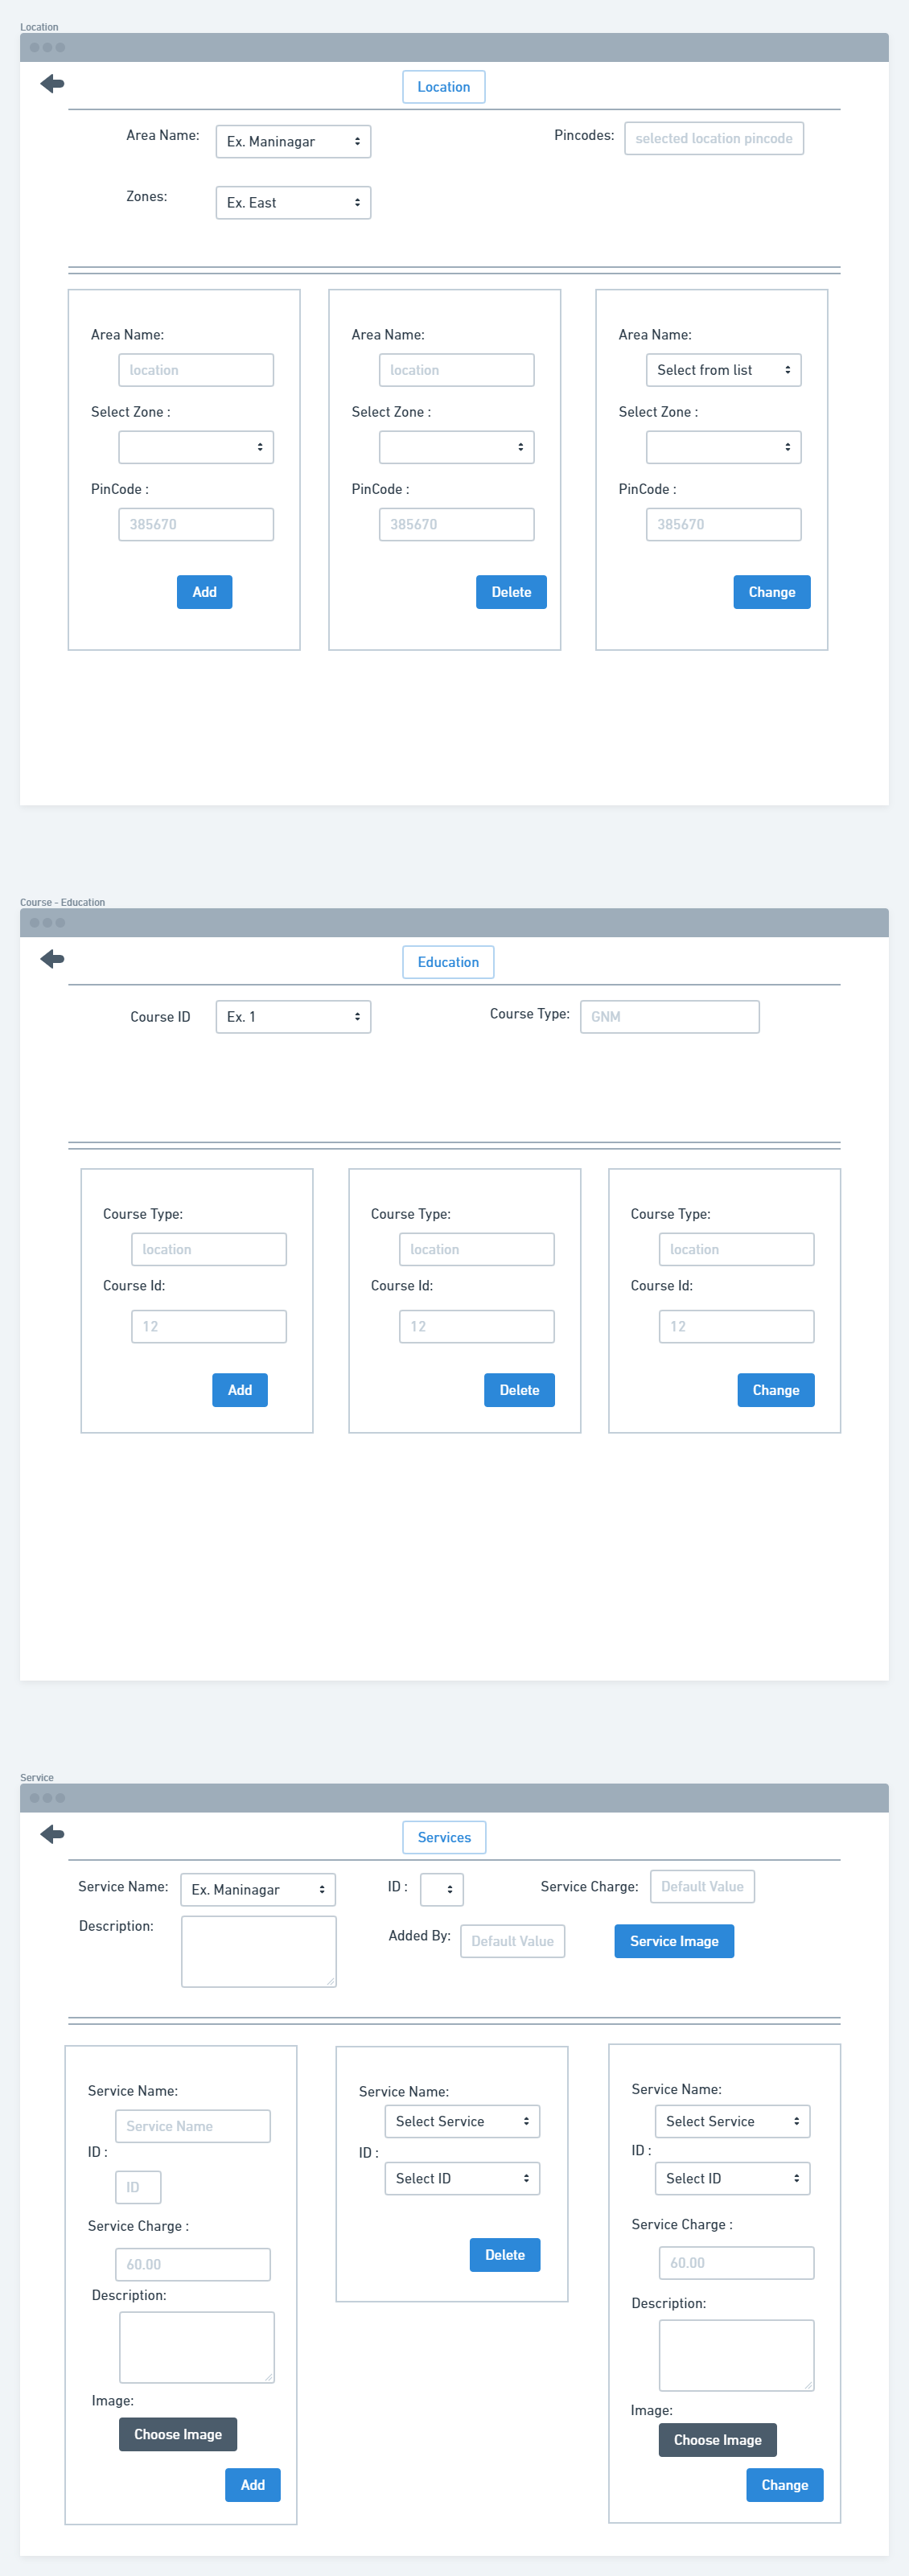 Location
Location
Area Name: Ex. Maninagar Pincodes: selected location pincode
Zones: Ex. East
Area Name: Area Name: Area Name:
location location Select from list
Select Zone : Select Zone : Select Zone :
PinCode : PinCode : PinCode :
385670 385670 385670
Add Delete Change
Course - Education
Education
Course ID Ex. 1 Course Type: GNM
Course Type: Course Type: Course Type:
location location location
Course Id: Course Id: Course Id:
12 12 12
Add Delete Change
Service
Services
Service Name: Ex. Maninagar ID : Service Charge: Default Value
Description: Added By: Default Value Service Image
Service Name:
Service Name
ID :
ID
Service Charge :
60.00
Description:
Image:
Choose Image
Add
Service Name:
Select Service
ID :
Select ID
Delete
Service Name:
Select Service
ID :
Select ID
Service Charge :
60.00
Description:
Image:
Choose Image
Change